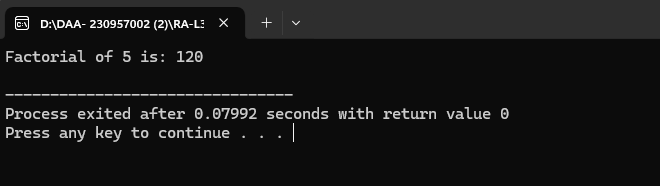 D:\DAA- 230957002 (2)\RA-L3
Factorial of 5 is: 120
--------------------------------
Process exited after 0.07992 seconds with return value 0
Press any key to continue . . .